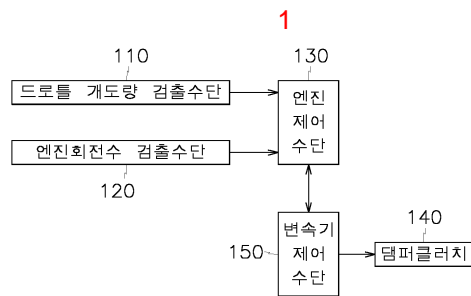 1
110
130
드로틀 개도량 검출수단
엔진
제어
수단
엔진회전수 검출수단
120
변속기
제어
수단
140
150
댐퍼클러치